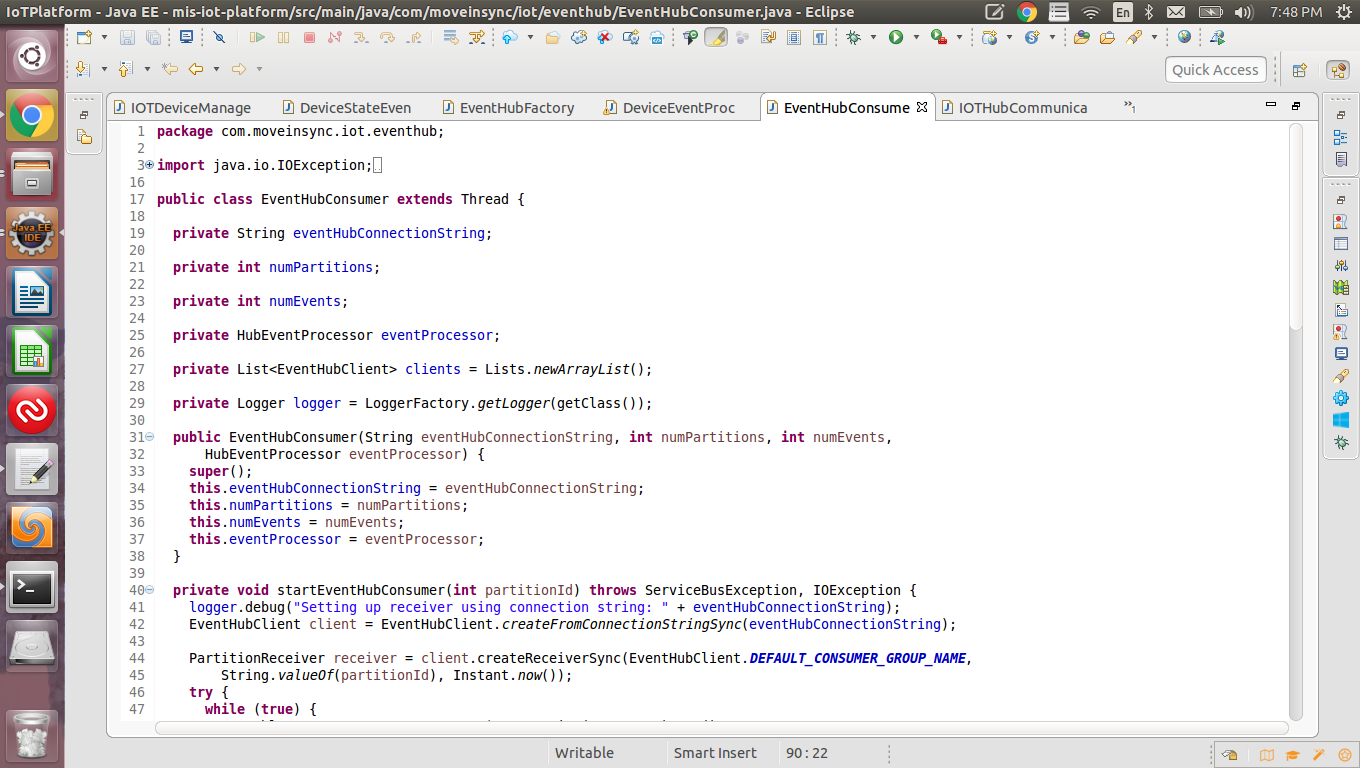 IoTPlatform - Java EE - mis-iot-platform/src/main/java/com/moveinsync/iot/eventhub/EventHubConsumer.java - Eclipse
En
7:48 PM
Quick Access
IOTDeviceManage
DeviceStateEven
EventHubFactory
DeviceEventProc
EventHubConsume
IOTHubCommunica
»1
Java EE
IDE
1 package com.moveinsync.iot.eventhub;
2
3 import java.io.IOException;
16
17 public class EventHubConsumer extends Thread {
18
19 private String eventHubConnectionString;
20
21 private int numPartitions;
22
23 private int numEvents;
24
25 private HubEventProcessor eventProcessor;
26
27 private List<EventHubClient> clients = Lists.newArrayList();
28
29 private Logger logger = LoggerFactory.getLogger(getClass());
30
31 public EventHubConsumer(String eventHubConnectionString, int numPartitions, int numEvents,
32 HubEventProcessor eventProcessor) {
33 super();
34 this.eventHubConnectionString = eventHubConnectionString;
35 this.numPartitions = numPartitions;
36 this.numEvents = numEvents;
37 this.eventProcessor = eventProcessor;
38 }
39
40 private void startEventHubConsumer(int partitionId) throws ServiceBusException, IOException {
41 logger.debug("Setting up receiver using connection string: " + eventHubConnectionString);
42 EventHubClient client = EventHubClient.createFromConnectionStringSync(eventHubConnectionString);
43
44 PartitionReceiver receiver = client.createReceiverSync(EventHubClient.DEFAULT_CONSUMER_GROUP_NAME,
45 String.valueOf(partitionId), Instant.now());
46 try {
47 while (true) {
Writable
Smart Insert
90 : 22